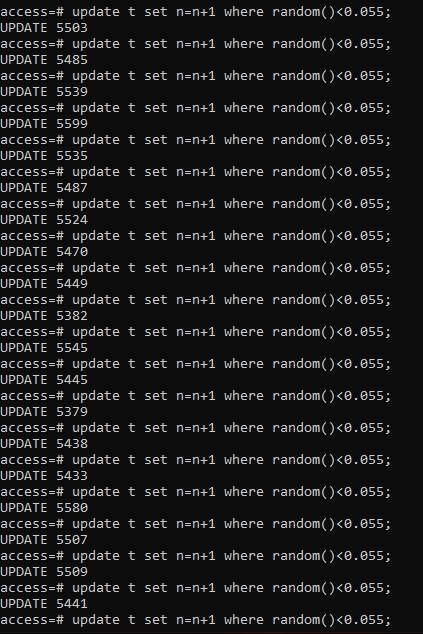 access=# update t set n=n+1 where random()<0.055;
UPDATE 5503
access=# update t set n=n+1 where random()<0.055;
UPDATE 5485
access=# update t set n=n+1 where random()<0.055;
UPDATE 5539
access=# update t set n=n+1 where random()<0.055;
UPDATE 5599
access=# update t set n=n+1 where random()<0.055;
UPDATE 5535
access=# update t set n=n+1 where random()<0.055;
UPDATE 5487
access=# update t set n=n+1 where random()<0.055;
UPDATE 5524
access=# update t set n=n+1 where random()<0.055;
UPDATE 5470
access=# update t set n=n+1 where random()<0.055;
UPDATE 5449
access=# update t set n=n+1 where random()<0.055;
UPDATE 5382
access=# update t set n=n+1 where random()<0.055;
UPDATE 5545
access=# update t set n=n+1 where random()<0.055;
UPDATE 5445
access=# update t set n=n+1 where random()<0.055;
UPDATE 5379
access=# update t set n=n+1 where random()<0.055;
UPDATE 5438
access=# update t set n=n+1 where random()<0.055;
UPDATE 5433
access=# update t set n=n+1 where random()<0.055;
UPDATE 5580
access=# update t set n=n+1 where random()<0.055;
UPDATE 5507
access=# update t set n=n+1 where random()<0.055;
UPDATE 5509
access=# update t set n=n+1 where random()<0.055;
UPDATE 5441
access=# update t set n=n+1 where random()<0.055;